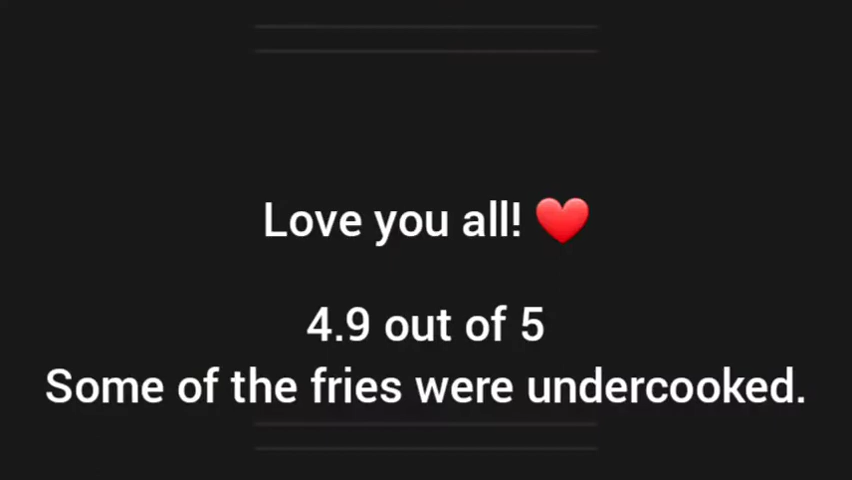 Love you all! ❤️
4.9 out of 5
Some of the fries were undercooked.